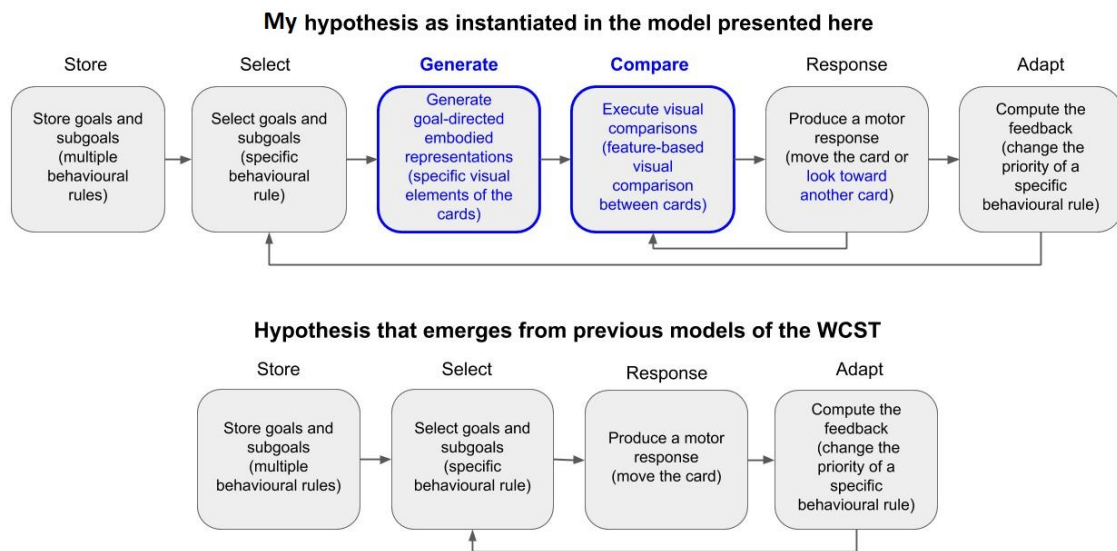 My hypothesis as instantiated in the model presented here
Store
Select
Generate
Compare
Response
Adapt
Store goals and
subgoals
(multiple
behavioural
rules)
Select goals and
subgoals
(specific
behavioural
rule)
Generate
goal-directed
embodied
representations
(specific visual
elements of the
cards)
Execute visual
comparisons
(feature-based
visual
comparison
between cards)
Produce a motor
response
(move the card or
look toward
another card)
Compute the
feedback
(change the
priority of a
specific
behavioural rule)
Hypothesis that emerges from previous models of the WCST
Store
Select
Response
Adapt
Store goals and
subgoals
(multiple
behavioural rules)
Select goals and
subgoals
(specific
behavioural rule)
Produce a motor
response
(move the card)
Compute the
feedback
(change the
priority of a
specific
behavioural rule)